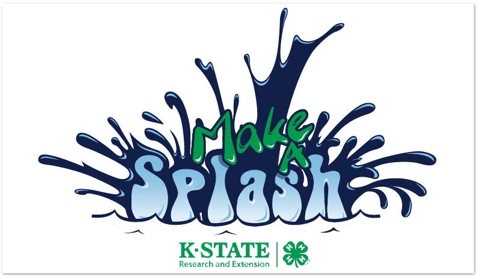 Make
A
Splash
K·STATE
Research and Extension